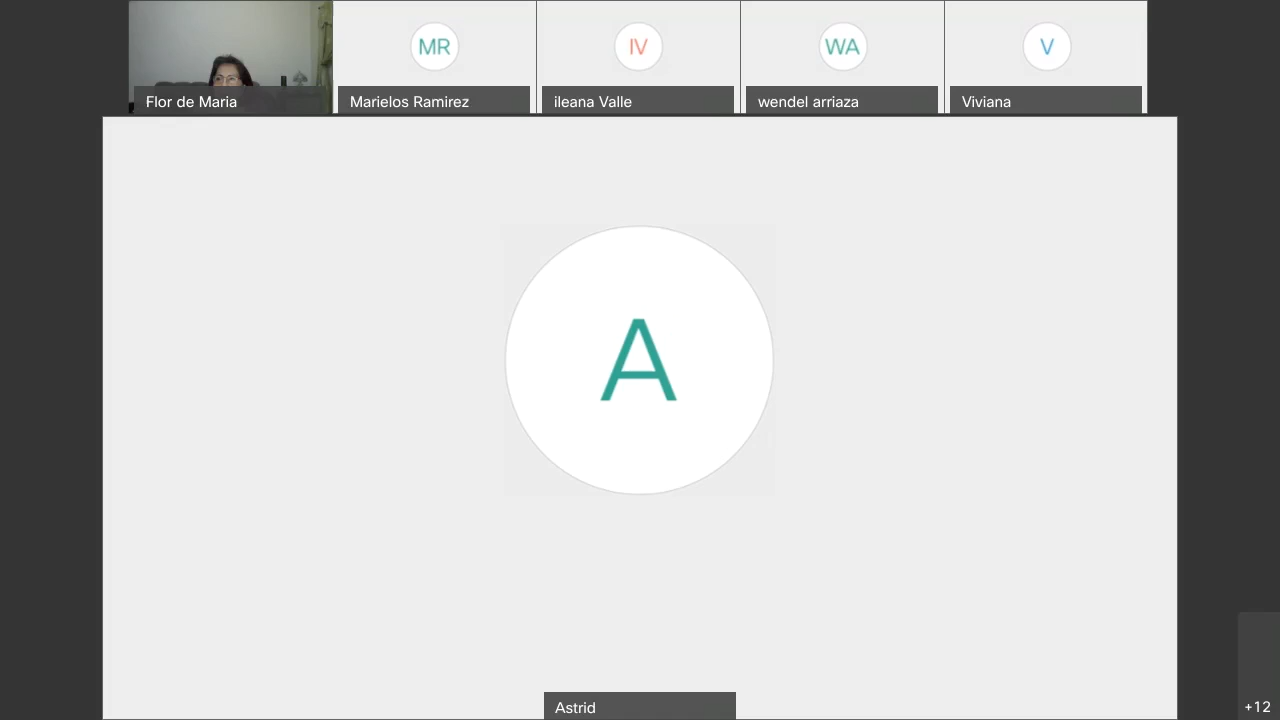 MR
IV
WA
V
Flor de Maria
Marielos Ramirez
ileana Valle
wendel arriaza
Viviana
A
Astrid
+12